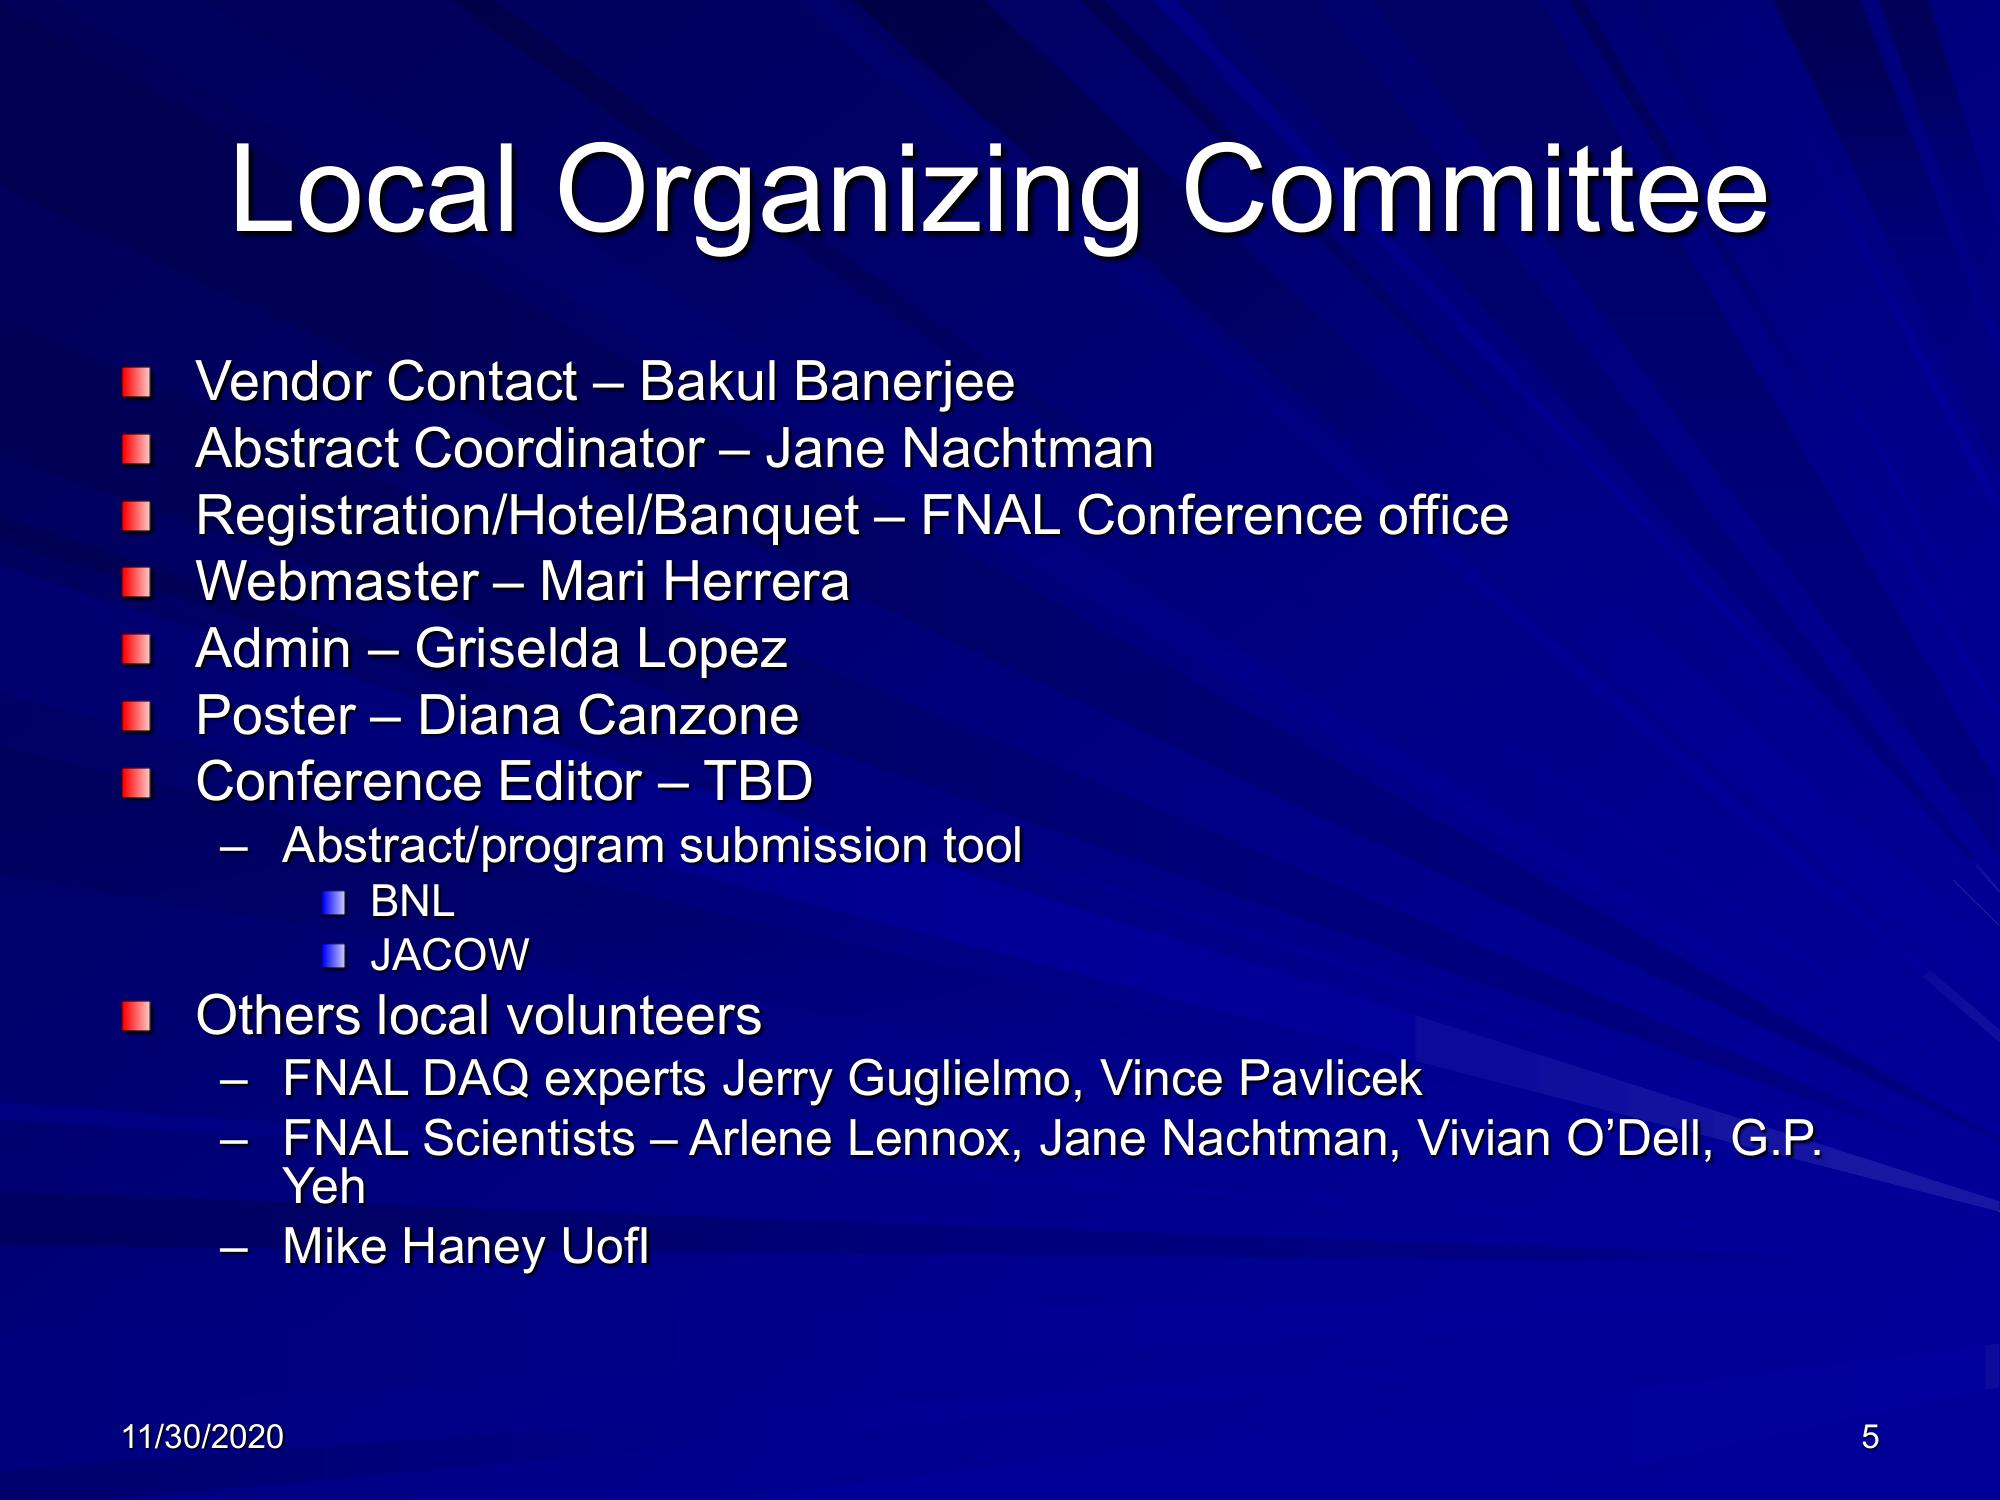 Local Organizing Committee
Vendor Contact – Bakul Banerjee
Abstract Coordinator – Jane Nachtman
Registration/Hotel/Banquet – FNAL Conference office
Webmaster – Mari Herrera
Admin – Griselda Lopez
Poster – Diana Canzone
Conference Editor – TBD
– Abstract/program submission tool
BNL
JACOW
Others local volunteers
– FNAL DAQ experts Jerry Guglielmo, Vince Pavlicek
– FNAL Scientists – Arlene Lennox, Jane Nachtman, Vivian O’Dell, G.P.
Yeh
– Mike Haney UofI
11/30/2020
5